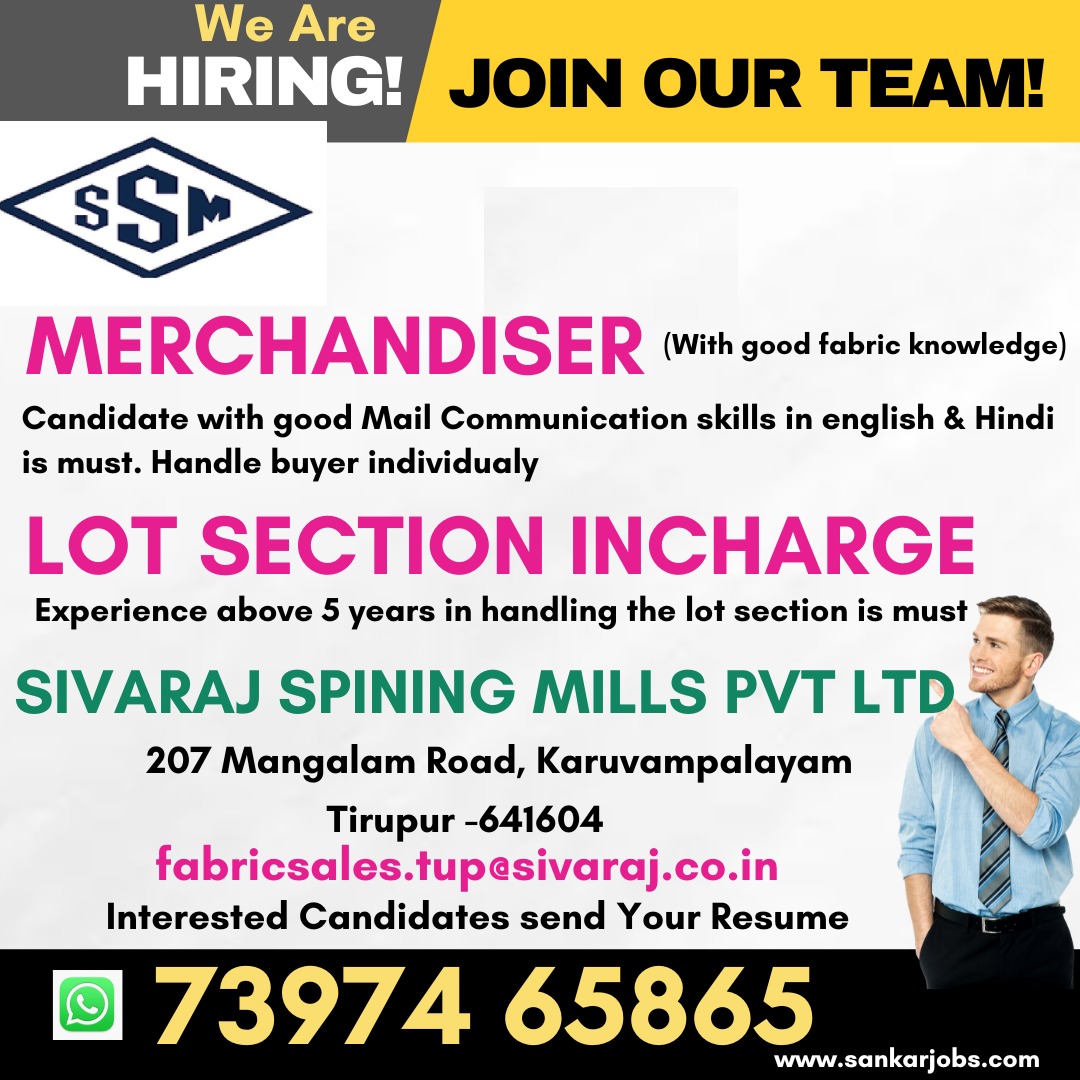 We Are
HIRING!
JOIN OUR TEAM!
SSM
MERCHANDISER (With good fabric knowledge)
Candidate with good Mail Communication skills in english & Hindi
is must. Handle buyer individualy
LOT SECTION INCHARGE
Experience above 5 years in handling the lot section is must
SIVARAJ SPINING MILLS PVT LTD
207 Mangalam Road, Karuvampalayam
Tirupur -641604
fabricsales.tup@sivaraj.co.in
Interested Candidates send Your Resume
73974 65865
www.sankarjobs.com